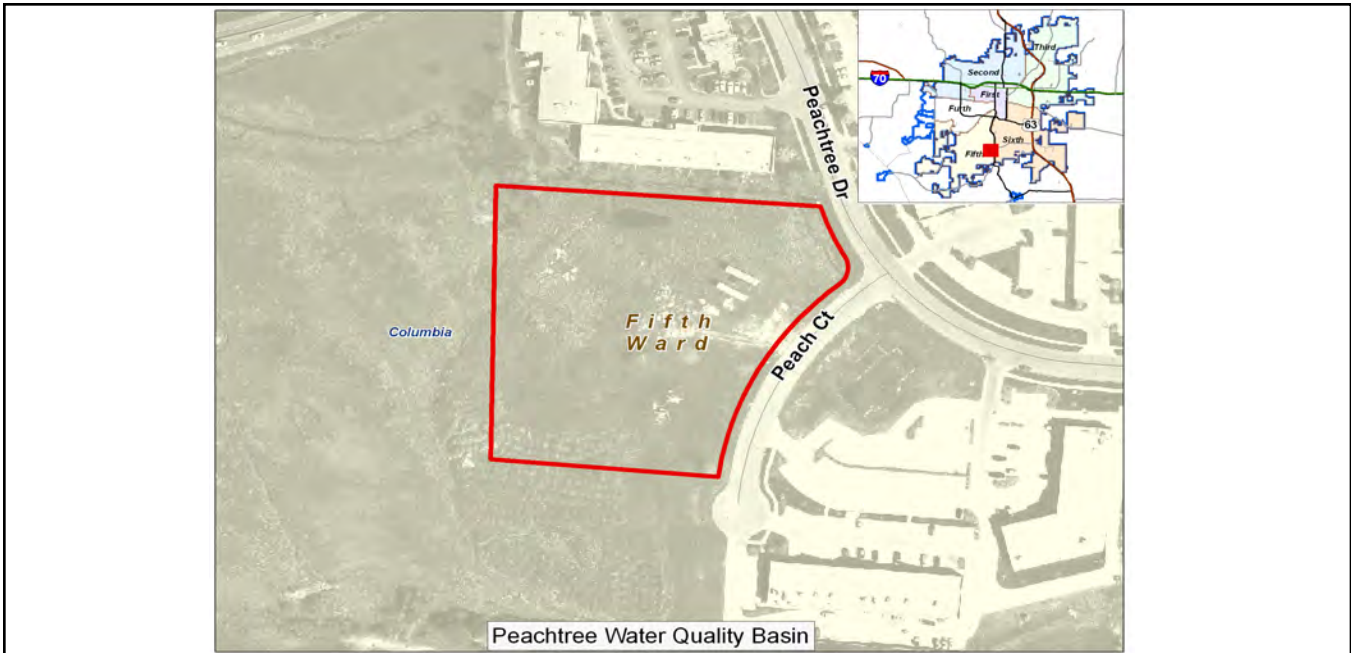 Third
Second
70
First
Furth
63
Sixth
Fifth
Peachtree Dr
Fifth
Ward
Columbia
Peach Ct
Peachtree Water Quality Basin